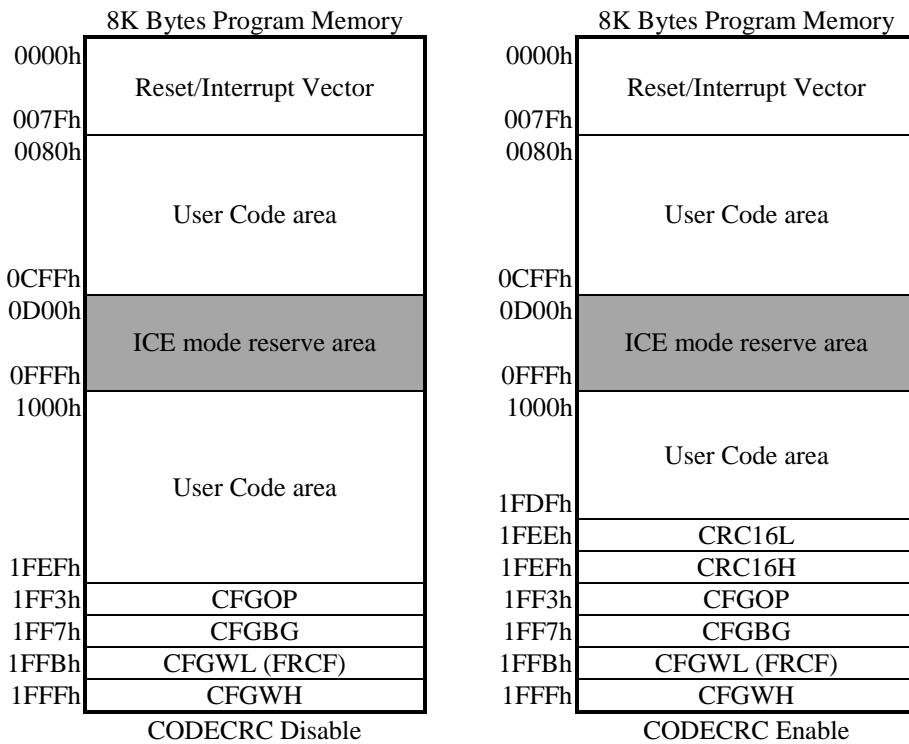 8K Bytes Program Memory
0000h
Reset/Interrupt Vector
007Fh
0080h
User Code area
0CFFh
0D00h
ICE mode reserve area
0FFFh
1000h
User Code area
1FEFh
1FF3h CFGOP
1FF7h CFGBG
1FFBh CFGWL (FRCF)
1FFFh CFGWH
CODECRC Disable
8K Bytes Program Memory
0000h
Reset/Interrupt Vector
007Fh
0080h
User Code area
0CFFh
0D00h
ICE mode reserve area
0FFFh
1000h
User Code area
1FDFh
1FEEh CRC16L
1FEFh CRC16H
1FF3h CFGOP
1FF7h CFGBG
1FFBh CFGWL (FRCF)
1FFFh CFGWH
CODECRC Enable